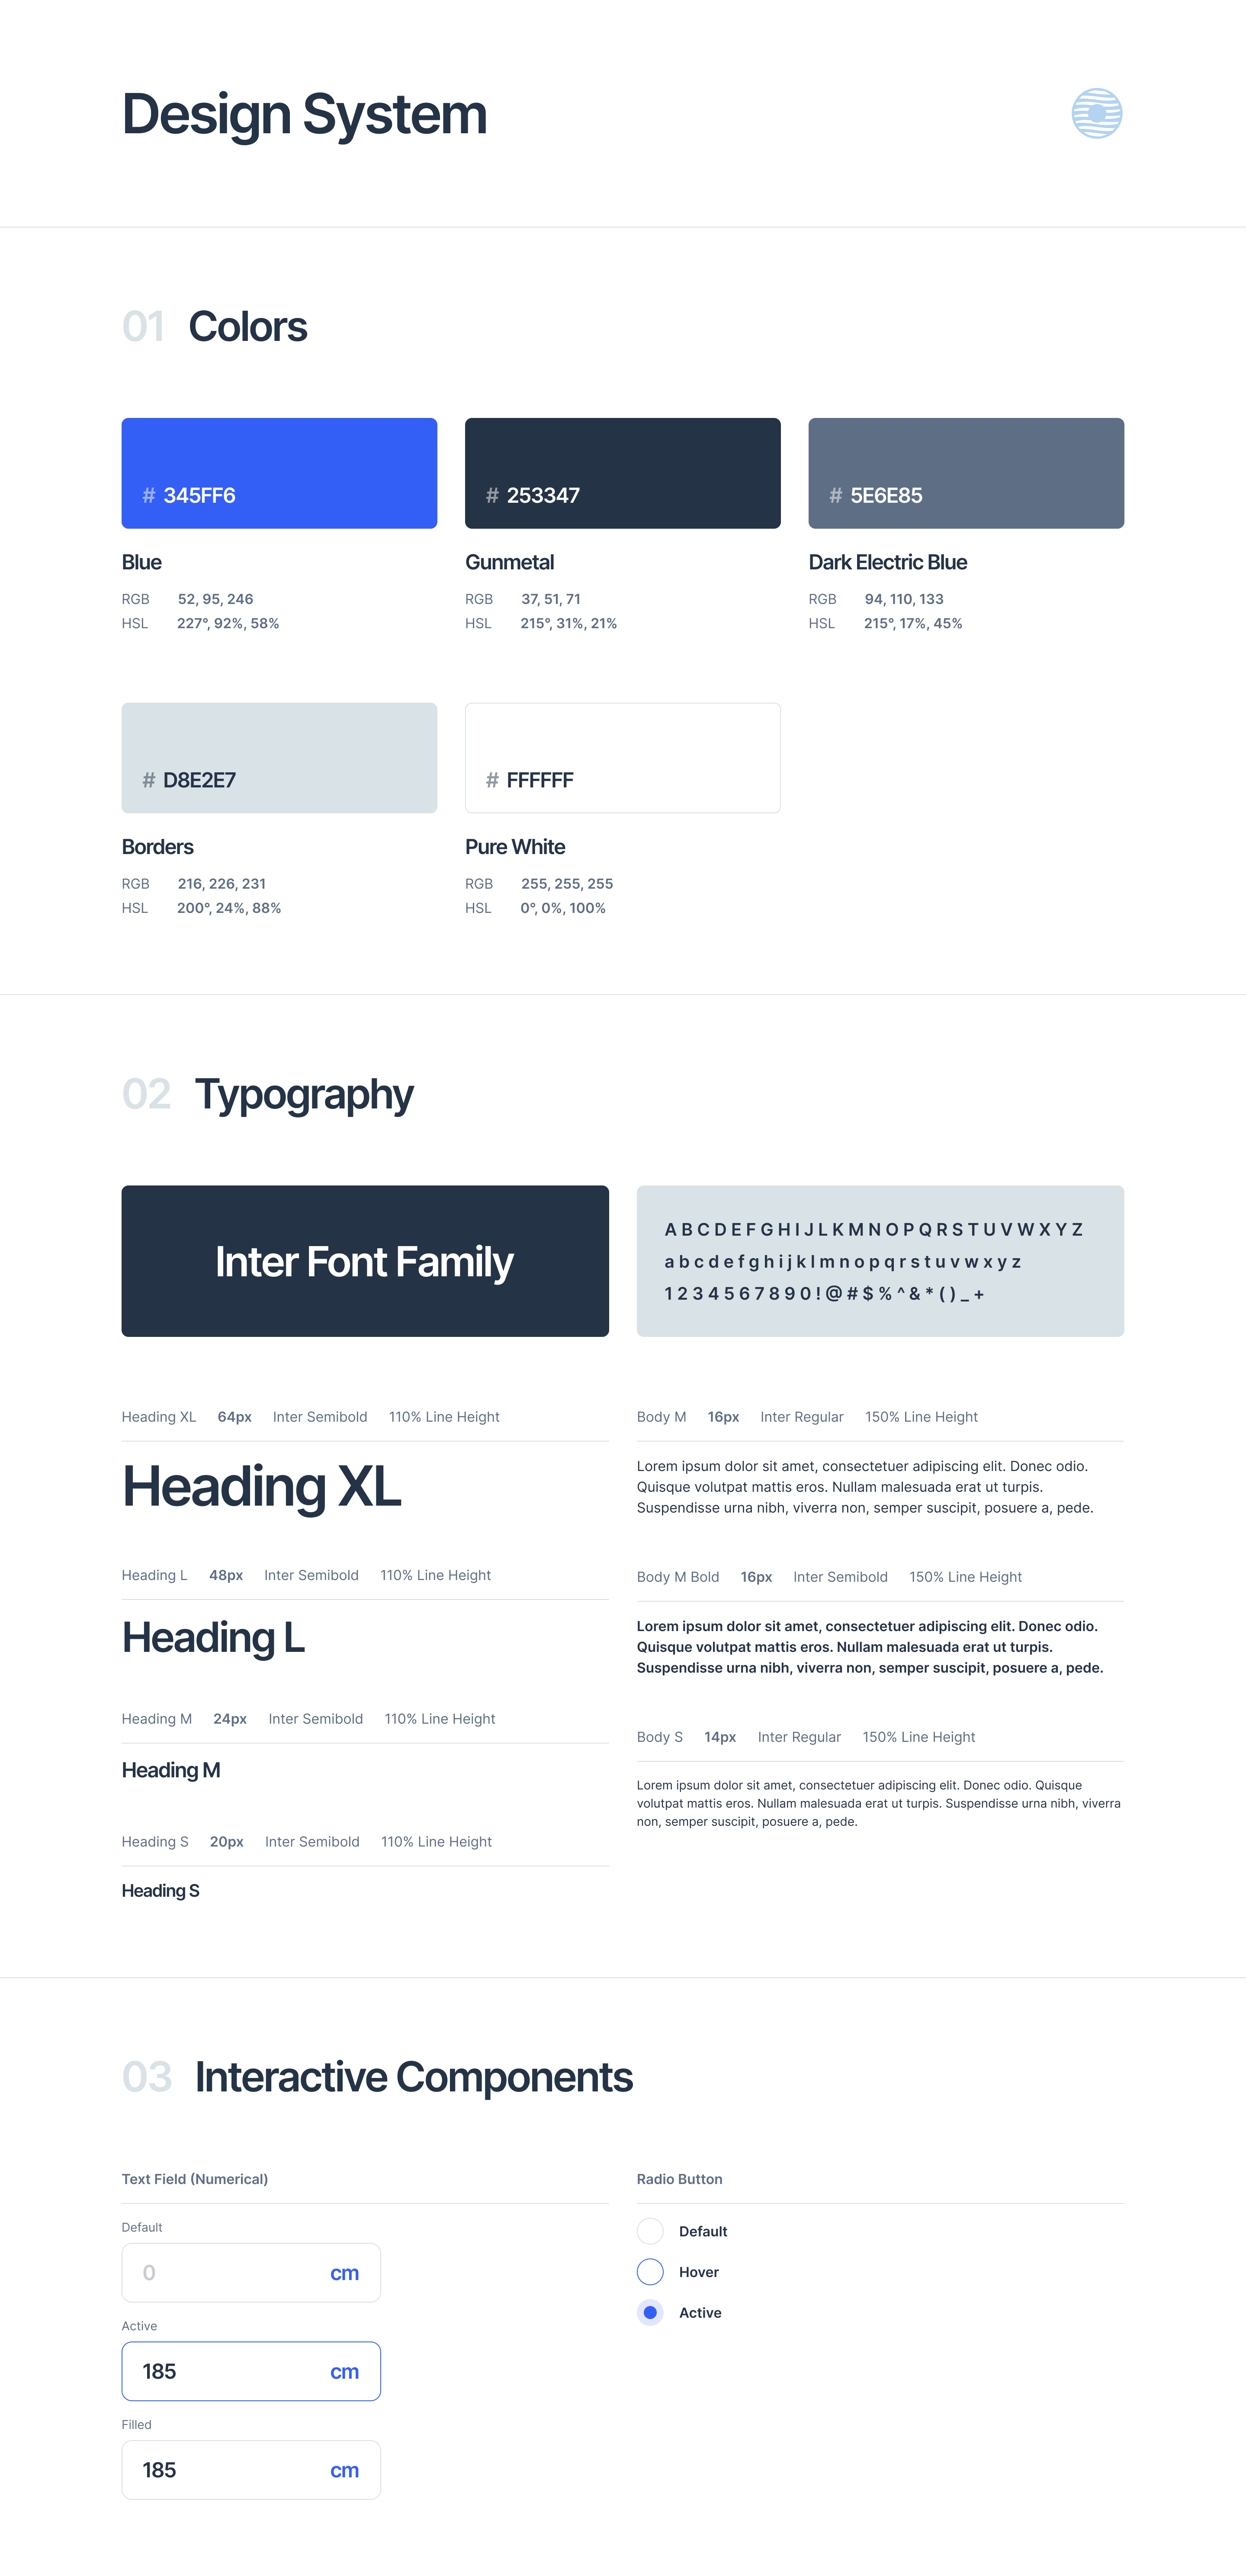 Design System
01 Colors
# 345FF6
# 253347
# 5E6E85
Blue
RGB 52, 95, 246
HSL 227°, 92%, 58%
Gunmetal
RGB 37, 51, 71
HSL 215°, 31%, 21%
Dark Electric Blue
RGB 94, 110, 133
HSL 215°, 17%, 45%
# D8E2E7
# FFFFFF
Borders
RGB 216, 226, 231
HSL 200°, 24%, 88%
Pure White
RGB 255, 255, 255
HSL 0°, 0%, 100%
02 Typography
Inter Font Family
A B C D E F G H I J L K M N O P Q R S T U V W X Y Z
a b c d e f g h i j k l m n o p q r s t u v w x y z
1 2 3 4 5 6 7 8 9 0 ! @ # $ % ^ & * ( ) _ +
Heading XL 64px Inter Semibold 110% Line Height
Heading XL
Heading L 48px Inter Semibold 110% Line Height
Heading L
Heading M 24px Inter Semibold 110% Line Height
Heading M
Heading S 20px Inter Semibold 110% Line Height
Heading S
Body M 16px Inter Regular 150% Line Height
Lorem ipsum dolor sit amet, consectetuer adipiscing elit. Donec odio.
Quisque volutpat mattis eros. Nullam malesuada erat ut turpis.
Suspendisse urna nibh, viverra non, semper suscipit, posuere a, pede.
Body M Bold 16px Inter Semibold 150% Line Height
Lorem ipsum dolor sit amet, consectetuer adipiscing elit. Donec odio.
Quisque volutpat mattis eros. Nullam malesuada erat ut turpis.
Suspendisse urna nibh, viverra non, semper suscipit, posuere a, pede.
Body S 14px Inter Regular 150% Line Height
Lorem ipsum dolor sit amet, consectetuer adipiscing elit. Donec odio. Quisque
volutpat mattis eros. Nullam malesuada erat ut turpis. Suspendisse urna nibh, viverra
non, semper suscipit, posuere a, pede.
03 Interactive Components
Text Field (Numerical)
Default
0 cm
Active
185 cm
Filled
185 cm
Radio Button
Default
Hover
Active